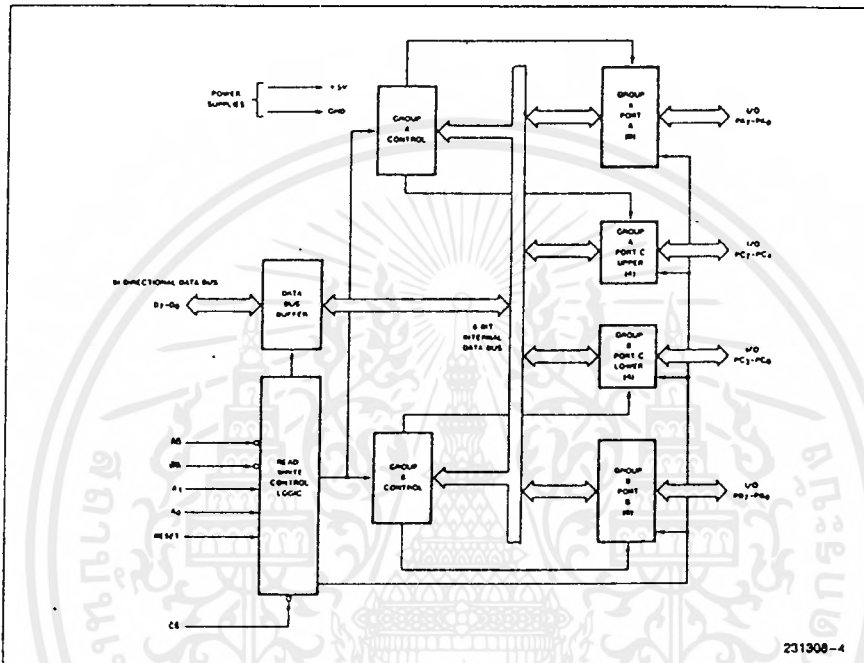 POWER
SUPPLIES
+5V
GND
GROUP
A
CONTROL
GROUP
A
PORT
A
(8)
I/O
PA7-PA0
GROUP
A
PORT C
UPPER
(4)
I/O
PC7-PC4
BI DIRECTIONAL DATA BUS
D7-D0
DATA
BUS
BUFFER
8 BIT
INTERNAL
DATA BUS
GROUP
B
PORT C
LOWER
(4)
I/O
PC3-PC0
RD
WR
A1
A0
RESET
CS
READ
WRITE
CONTROL
LOGIC
GROUP
B
CONTROL
GROUP
B
PORT
B
(8)
I/O
PB7-PB0
231308-4